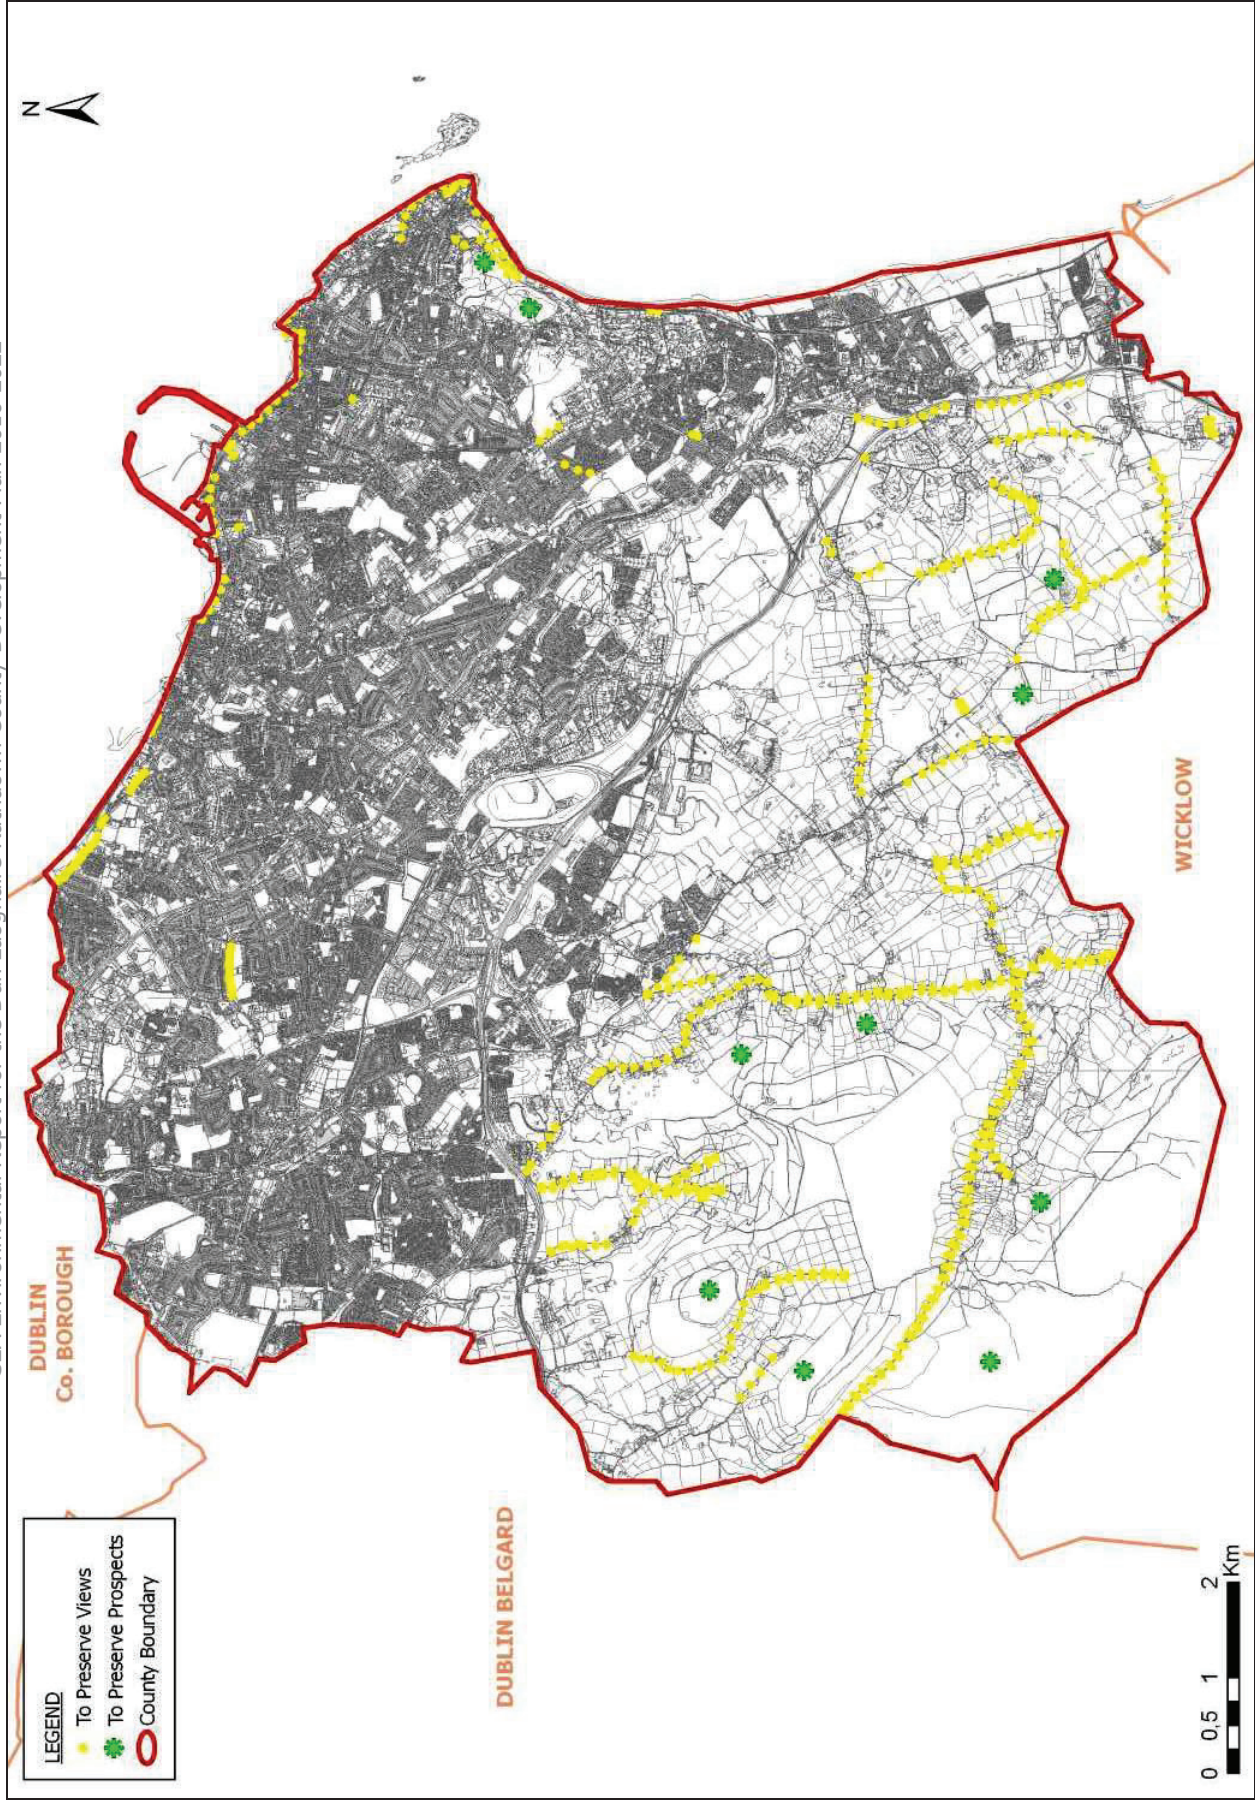 N
DUBLIN
Co. BOROUGH
DUBLIN BELGARD
WICKLOW
LEGEND
To Preserve Views
To Preserve Prospects
County Boundary
0 0,5 1 2
Km